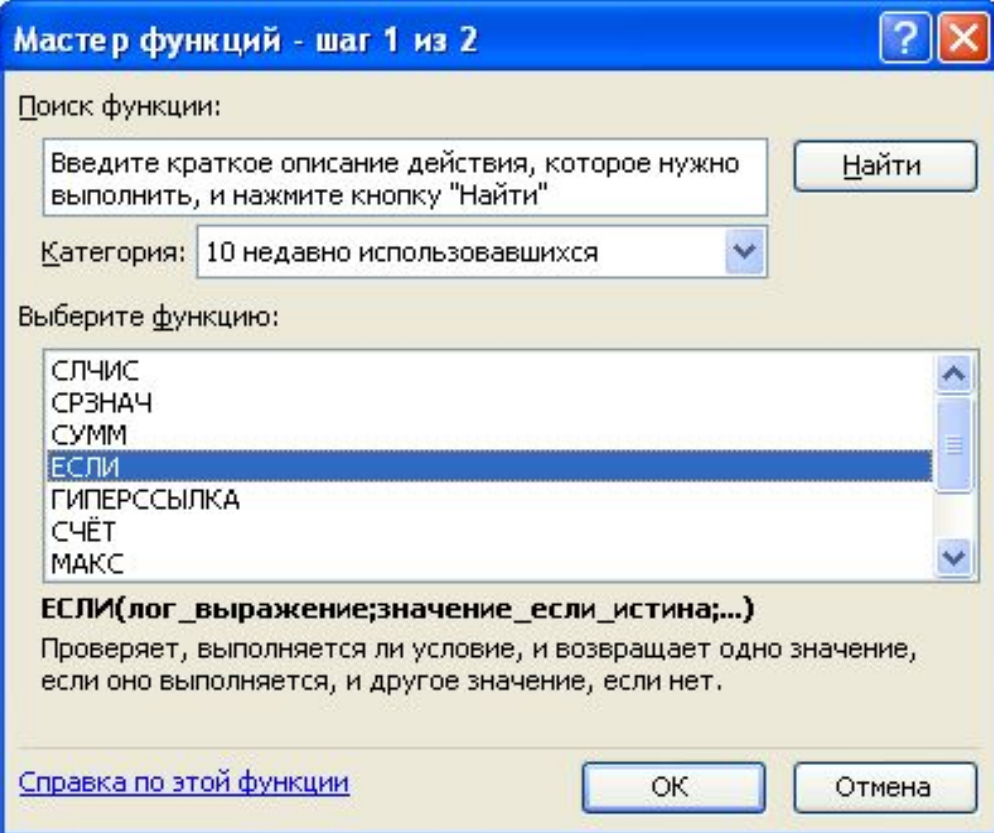 Мастер функций - шаг 1 из 2
Поиск функции:
Введите краткое описание действия, которое нужно
выполнить, и нажмите кнопку "Найти"
Найти
Категория: 10 недавно использовавшихся
Выберите функцию:
СЛЧИС
СРЗНАЧ
СУММ
ЕСЛИ
ГИПЕРССЫЛКА
СЧЁТ
МАКС
ЕСЛИ(лог_выражение;значение_если_истина;...)
Проверяет, выполняется ли условие, и возвращает одно значение,
если оно выполняется, и другое значение, если нет.
Справка по этой функции
ОК
Отмена